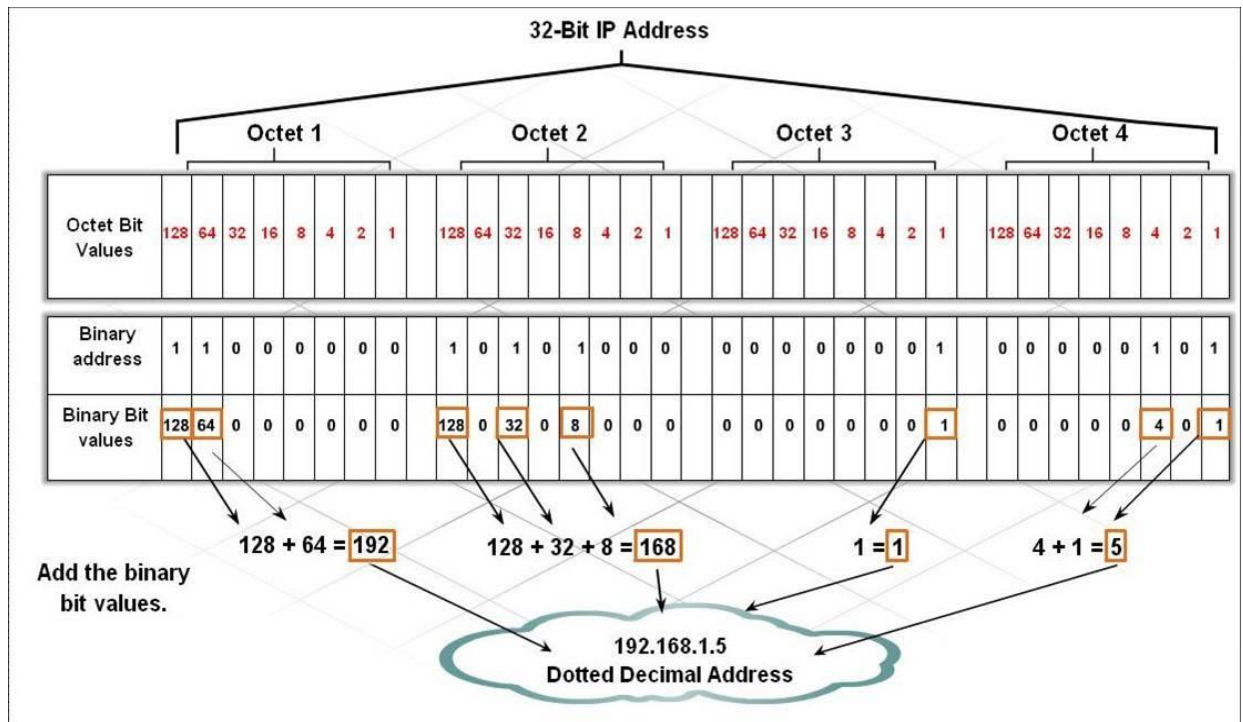 32-Bit IP Address
Octet 1 Octet 2 Octet 3 Octet 4
Octet Bit Values 128 64 32 16 8 4 2 1 128 64 32 16 8 4 2 1 128 64 32 16 8 4 2 1 128 64 32 16 8 4 2 1
Binary address 1 1 0 0 0 0 0 0 1 0 1 0 1 0 0 0 0 0 0 0 0 0 0 1 0 0 0 0 0 1 0 1
Binary Bit values 128 64 0 0 0 0 0 0 128 0 32 0 8 0 0 0 0 0 0 0 0 0 0 1 0 0 0 0 0 4 0 1
128 + 64 = 192 128 + 32 + 8 = 168 1 = 1 4 + 1 = 5
Add the binary
bit values.
192.168.1.5
Dotted Decimal Address